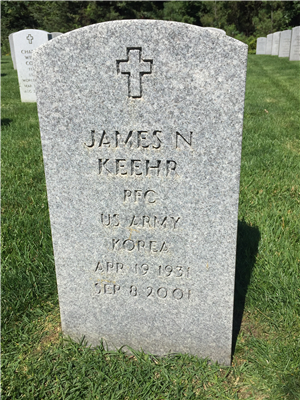 JAMES N
KEEHR
PFC
US ARMY
KOREA
APR 19 1931
SEP 8 2001